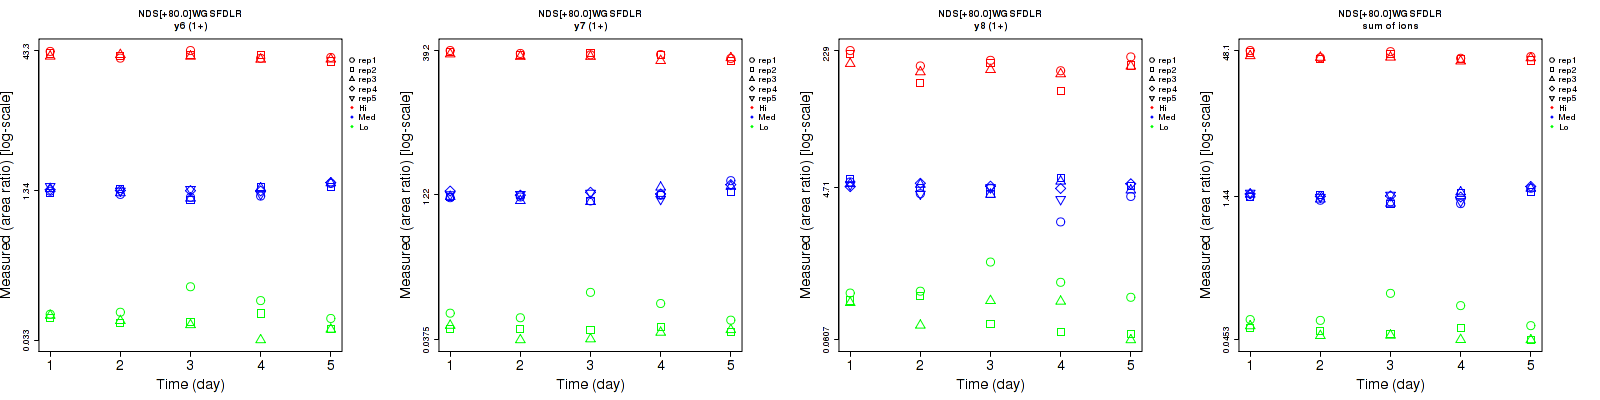 NDS[+80.0]WGSFDLR
y6 (1+)
Measured (area ratio) [log-scale]
43.3
1.34
0.033
1 2 3 4 5
Time (day)
rep1
rep2
rep3
rep4
rep5
Hi
Med
Lo
NDS[+80.0]WGSFDLR
y7 (1+)
Measured (area ratio) [log-scale]
39.2
1.22
0.0375
1 2 3 4 5
Time (day)
rep1
rep2
rep3
rep4
rep5
Hi
Med
Lo
NDS[+80.0]WGSFDLR
y8 (1+)
Measured (area ratio) [log-scale]
229
4.71
0.0607
1 2 3 4 5
Time (day)
rep1
rep2
rep3
rep4
rep5
Hi
Med
Lo
NDS[+80.0]WGSFDLR
sum of ions
Measured (area ratio) [log-scale]
48.1
1.44
0.0453
1 2 3 4 5
Time (day)
rep1
rep2
rep3
rep4
rep5
Hi
Med
Lo